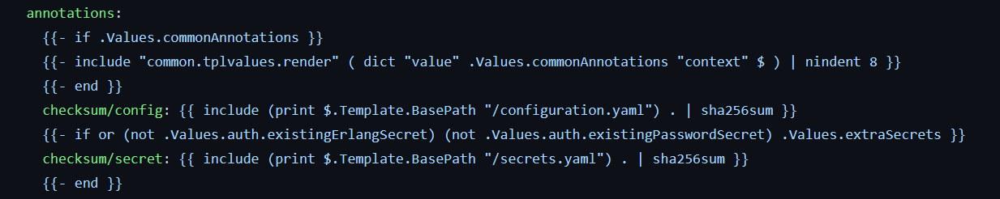 annotations:
{{- if .Values.commonAnnotations }}
{{- include "common.tplvalues.render" ( dict "value" .Values.commonAnnotations "context" $ ) | nindent 8 }}
{{- end }}
checksum/config: {{ include (print $.Template.BasePath "/configuration.yaml") . | sha256sum }}
{{- if or (not .Values.auth.existingErlangSecret) (not .Values.auth.existingPasswordSecret) .Values.extraSecrets }}
checksum/secret: {{ include (print $.Template.BasePath "/secrets.yaml") . | sha256sum }}
{{- end }}